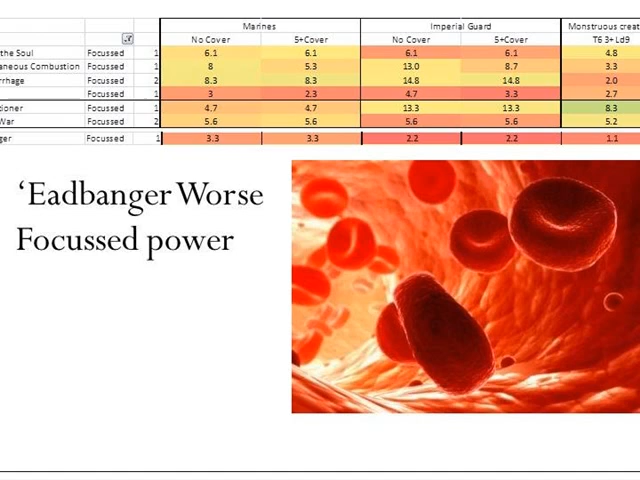 Marines Imperial Guard Monstruous creat
No Cover 5+Cover No Cover 5+Cover T6 3+ Ld9
the Soul Focussed 1 6.1 6.1 6.1 6.1 4.8
aneous Combustion Focussed 1 8 5.3 13.0 8.7 3.3
rrhage Focussed 2 8.3 8.3 14.8 14.8 2.0
Focussed 1 3 2.3 4.7 3.3 2.7
tioner Focussed 1 4.7 4.7 13.3 13.3 8.3
War Focussed 2 5.6 5.6 5.6 5.6 5.2
ger Focussed 1 3.3 3.3 2.2 2.2 1.1
‘Eadbanger Worse
Focussed power